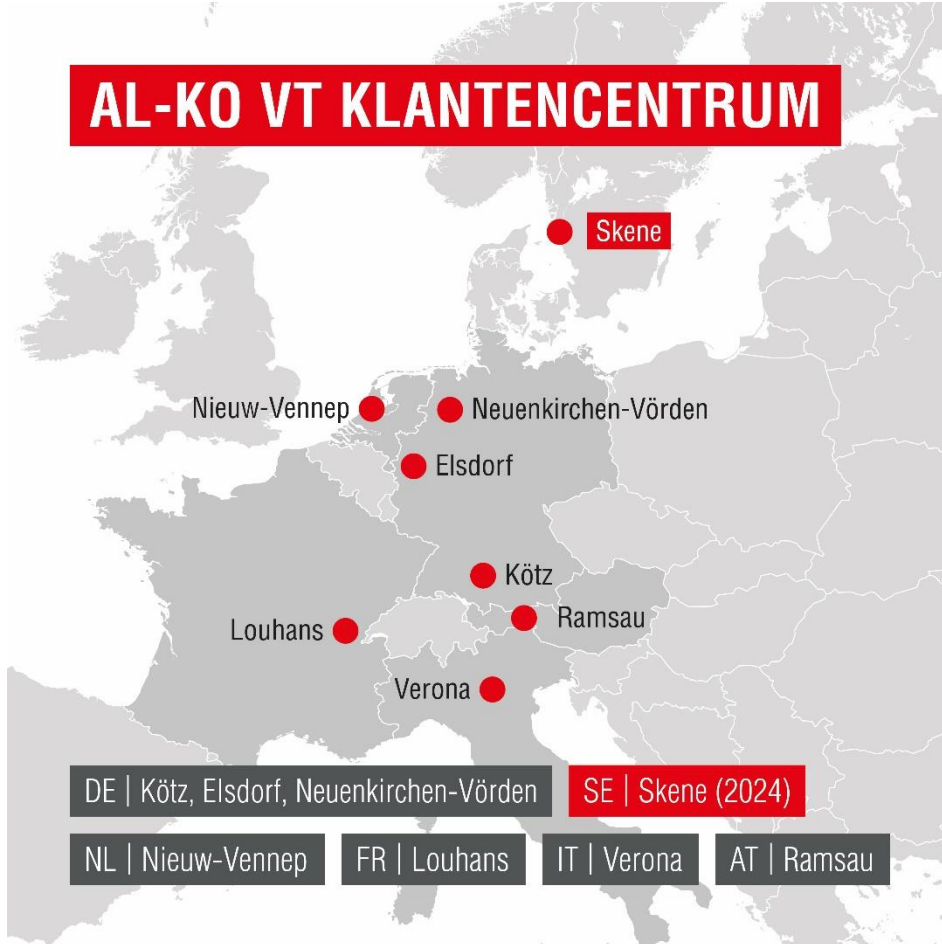 AL-KO VT KLANTENCENTRUM
Skene
Nieuw-Vennep
Neuenkirchen-Vörden
Elsdorf
Kötz
Ramsau
Louhans
Verona
DE | Kötz, Elsdorf, Neuenkirchen-Vörden
SE | Skene (2024)
NL | Nieuw-Vennep
FR | Louhans
IT | Verona
AT | Ramsau